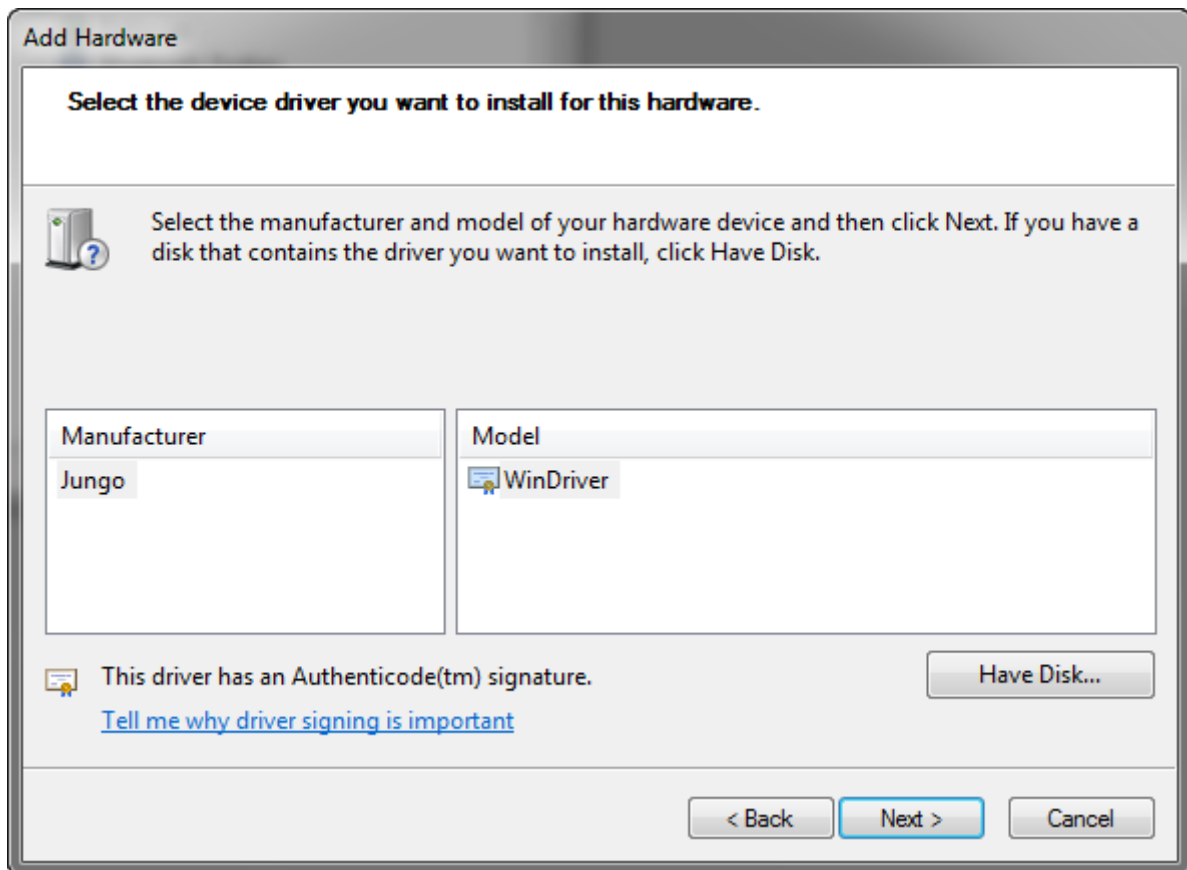 Add Hardware
Select the device driver you want to install for this hardware.
Select the manufacturer and model of your hardware device and then click Next. If you have a
disk that contains the driver you want to install, click Have Disk.
Manufacturer
Jungo
Model
WinDriver
This driver has an Authenticode(tm) signature.
Have Disk...
Tell me why driver signing is important
< Back
Next >
Cancel